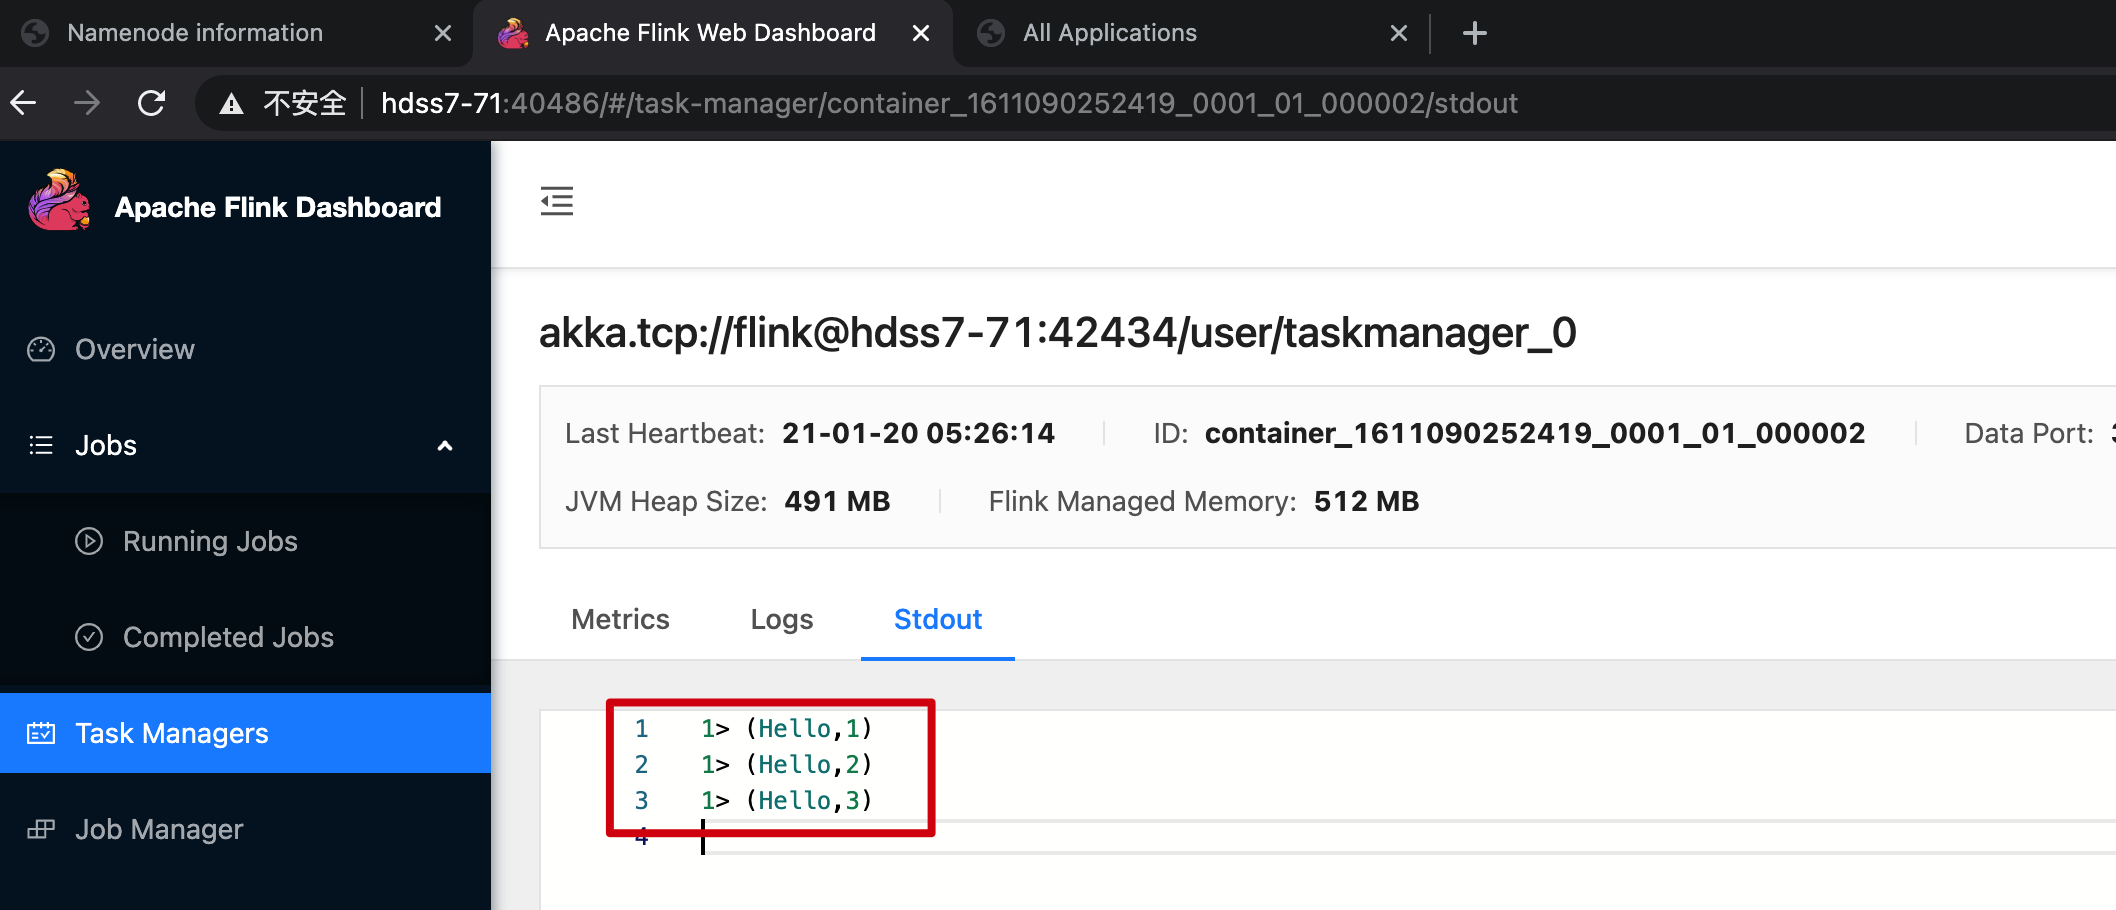 Namenode information
Apache Flink Web Dashboard
All Applications
不安全
hdss7-71:40486/#/task-manager/container_1611090252419_0001_01_000002/stdout
Apache Flink Dashboard
Overview
Jobs
Running Jobs
Completed Jobs
Task Managers
Job Manager
akka.tcp://flink@hdss7-71:42434/user/taskmanager_0
Last Heartbeat: 21-01-20 05:26:14
ID: container_1611090252419_0001_01_000002
Data Port:
JVM Heap Size: 491 MB
Flink Managed Memory: 512 MB
Metrics
Logs
Stdout
1 1> (Hello,1)
2 1> (Hello,2)
3 1> (Hello,3)
4